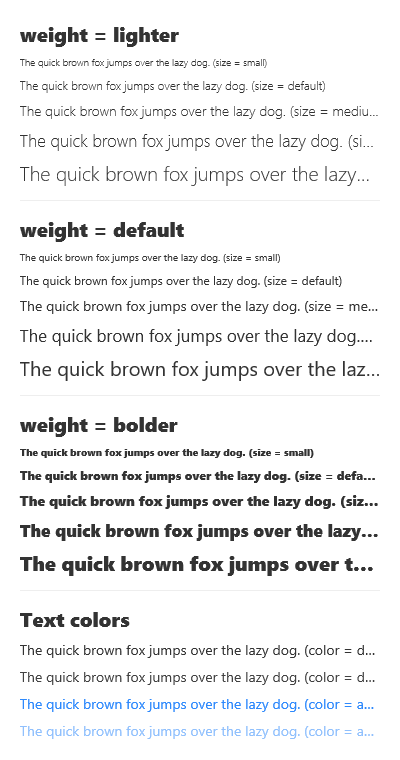 weight = lighter
The quick brown fox jumps over the lazy dog. (size = small)
The quick brown fox jumps over the lazy dog. (size = default)
The quick brown fox jumps over the lazy dog. (size = mediu...
The quick brown fox jumps over the lazy dog. (si...
The quick brown fox jumps over the lazy...
weight = default
The quick brown fox jumps over the lazy dog. (size = small)
The quick brown fox jumps over the lazy dog. (size = default)
The quick brown fox jumps over the lazy dog. (size = me...
The quick brown fox jumps over the lazy dog....
The quick brown fox jumps over the laz...
weight = bolder
The quick brown fox jumps over the lazy dog. (size = small)
The quick brown fox jumps over the lazy dog. (size = defa...
The quick brown fox jumps over the lazy dog. (siz...
The quick brown fox jumps over the lazy...
The quick brown fox jumps over t...
Text colors
The quick brown fox jumps over the lazy dog. (color = d...
The quick brown fox jumps over the lazy dog. (color = d...
The quick brown fox jumps over the lazy dog. (color = a...
The quick brown fox jumps over the lazy dog. (color = a...